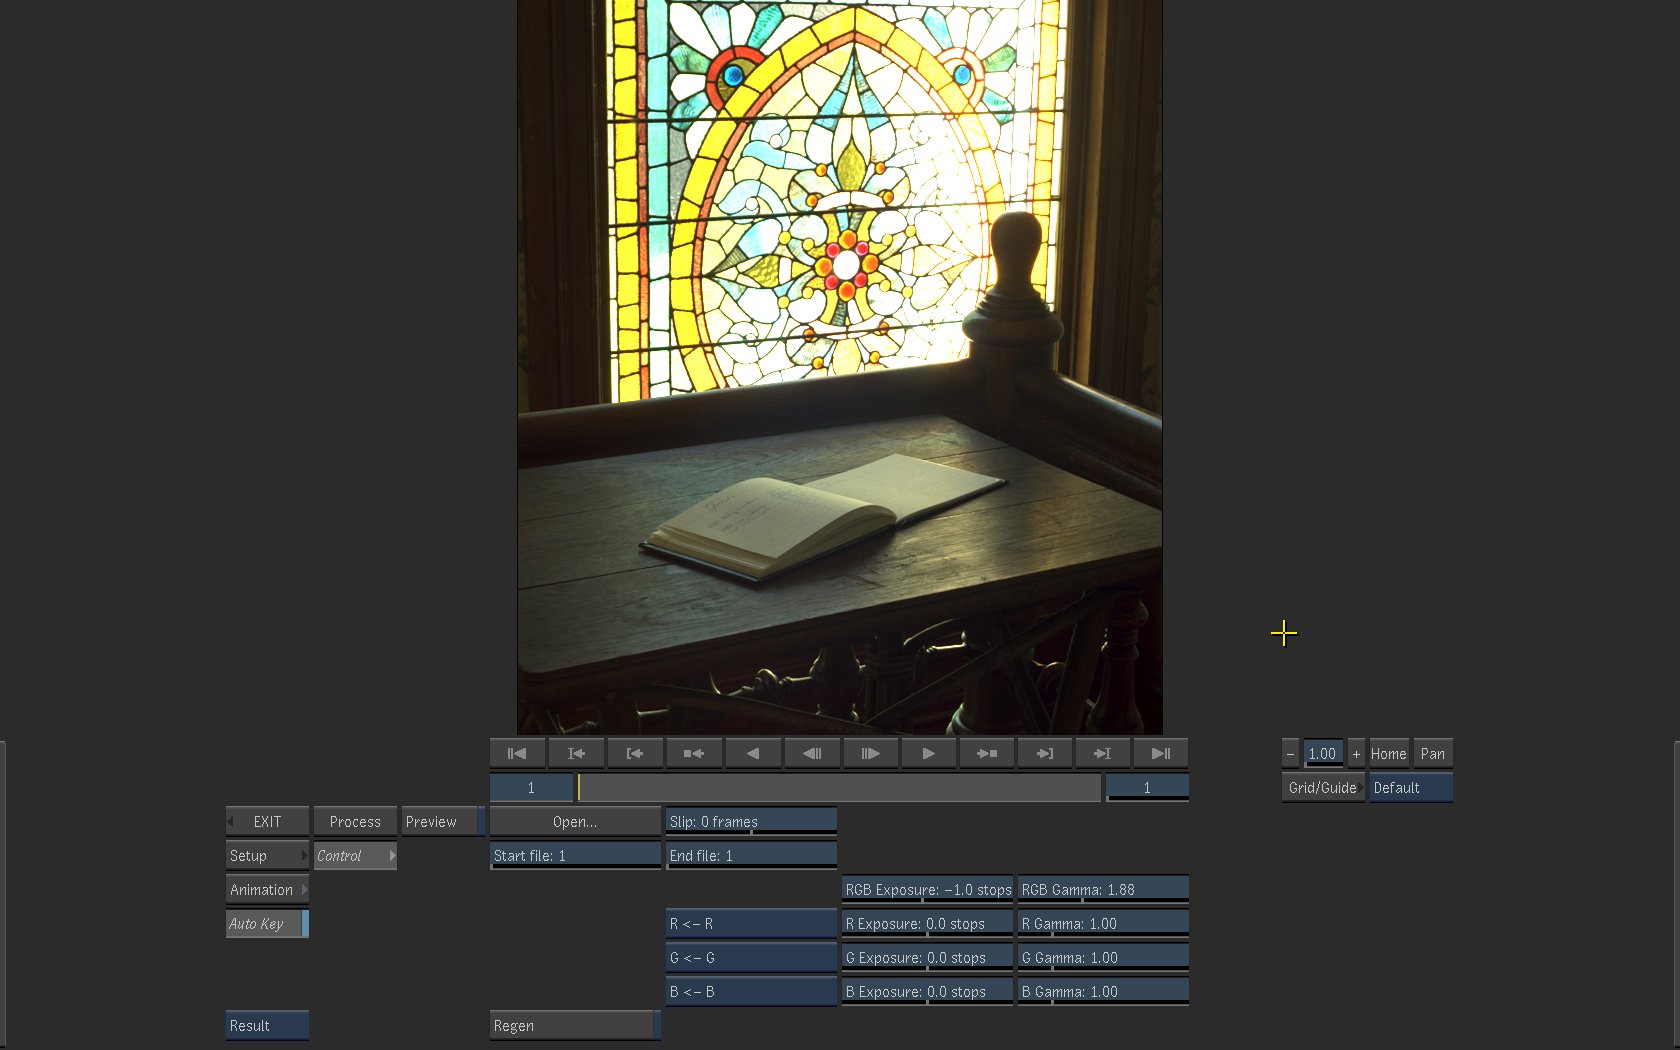 1
1
− 1.00 + Home Pan
Grid/Guide Default
EXIT Process Preview Open... Slip: 0 frames
Setup Control Start file: 1 End file: 1
Animation RGB Exposure: −1.0 stops RGB Gamma: 1.88
Auto Key R <− R R Exposure: 0.0 stops R Gamma: 1.00
G <− G G Exposure: 0.0 stops G Gamma: 1.00
B <− B B Exposure: 0.0 stops B Gamma: 1.00
Result Regen